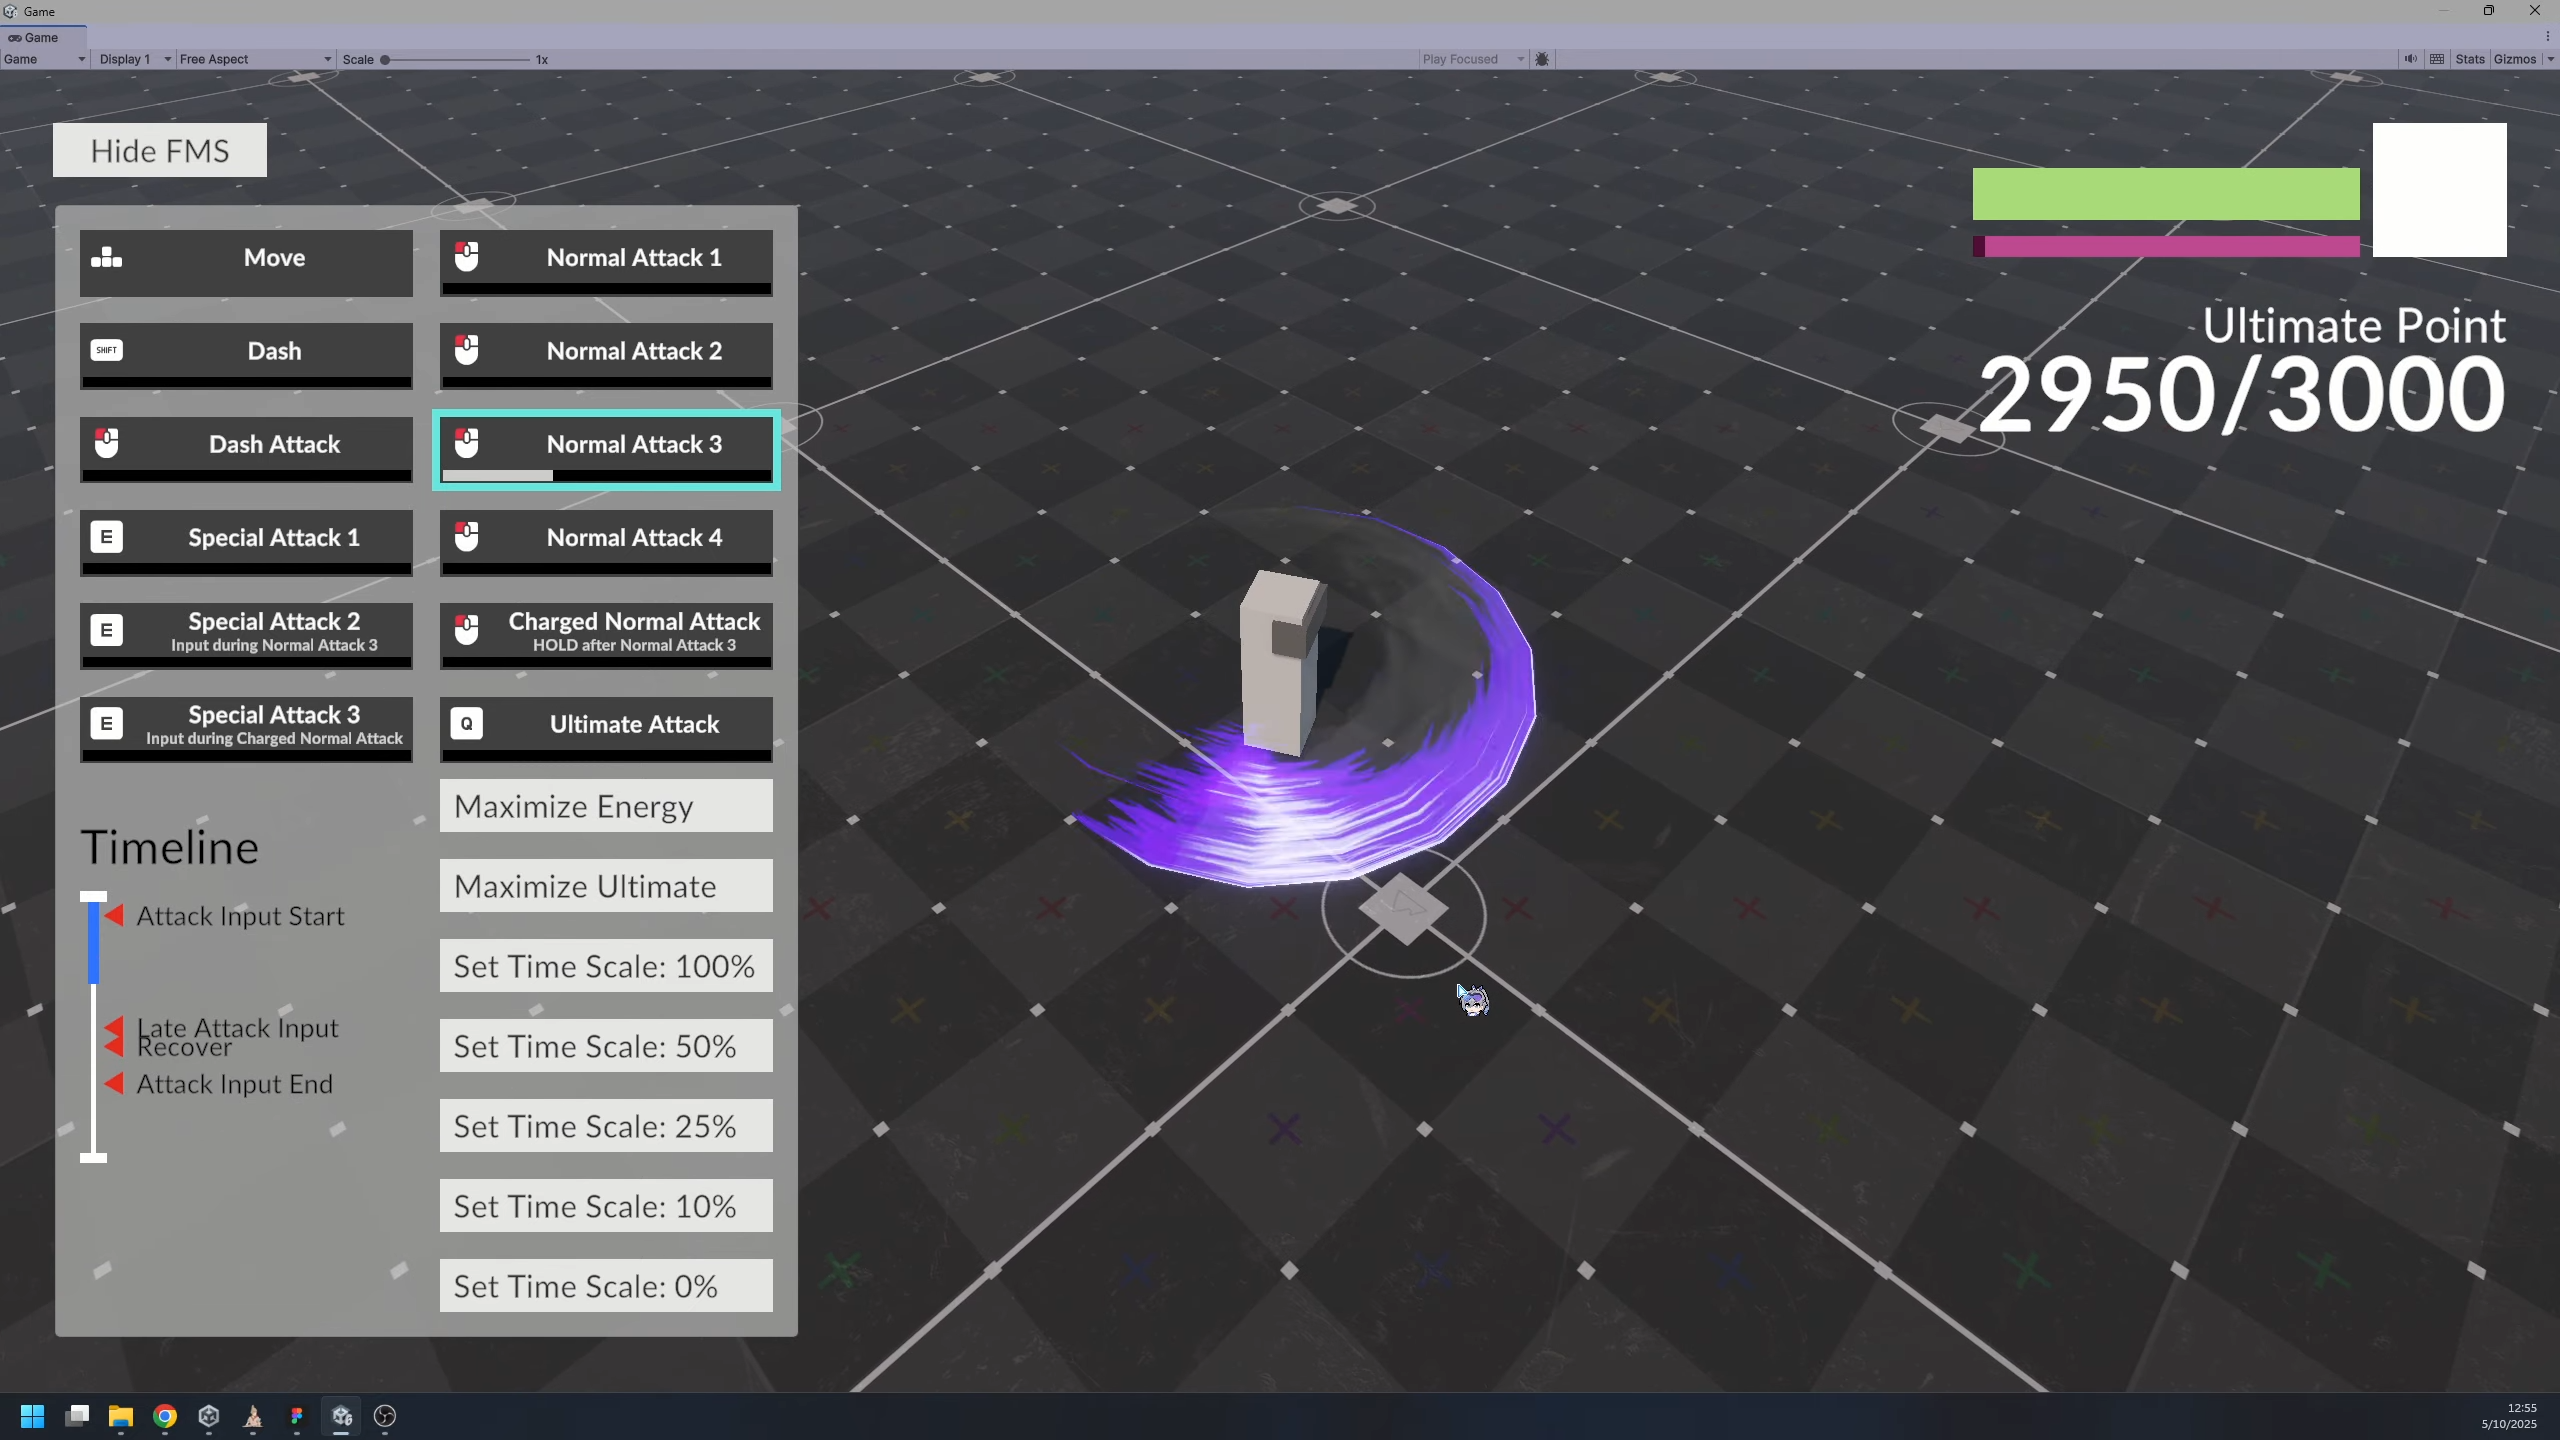 Game
Game
Game
Display 1
Free Aspect
Scale
1x
Play Focused
Stats
Gizmos
Hide FMS
Move
Normal Attack 1
SHIFT
Dash
Normal Attack 2
Dash Attack
Normal Attack 3
E
Special Attack 1
Normal Attack 4
E
Special Attack 2
Input during Normal Attack 3
Charged Normal Attack
HOLD after Normal Attack 3
E
Special Attack 3
Input during Charged Normal Attack
Q
Ultimate Attack
Maximize Energy
Maximize Ultimate
Set Time Scale: 100%
Set Time Scale: 50%
Set Time Scale: 25%
Set Time Scale: 10%
Set Time Scale: 0%
Timeline
Attack Input Start
Late Attack Input
Recover
Attack Input End
Ultimate Point
2950/3000
12:55
5/10/2025